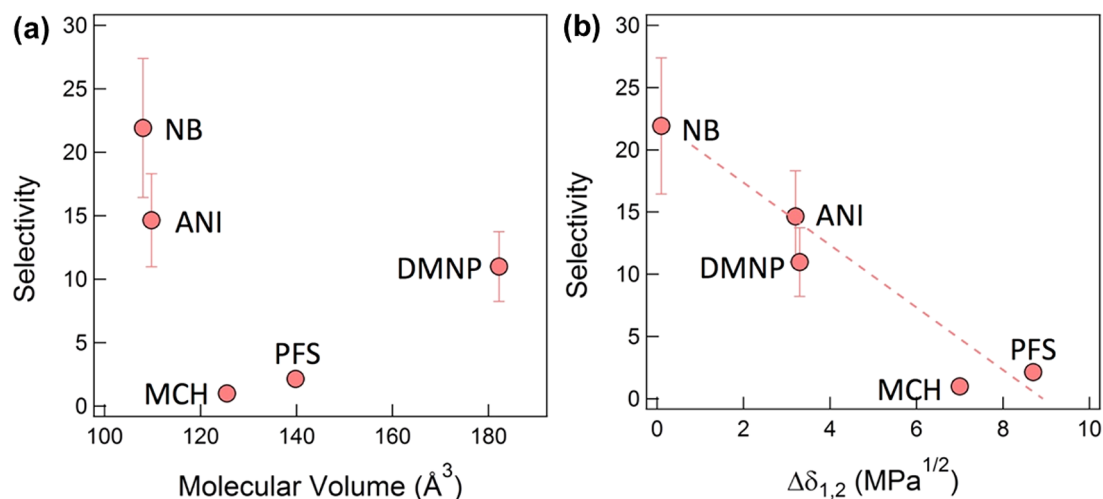 (a)
30
25
20
15
10
5
0
Selectivity
NB
ANI
DMNP
PFS
MCH
100 120 140 160 180
Molecular Volume (Å³)
(b)
30
25
20
15
10
5
0
Selectivity
NB
ANI
DMNP
PFS
MCH
0 2 4 6 8 10
Δδ1,2 (MPa1/2)